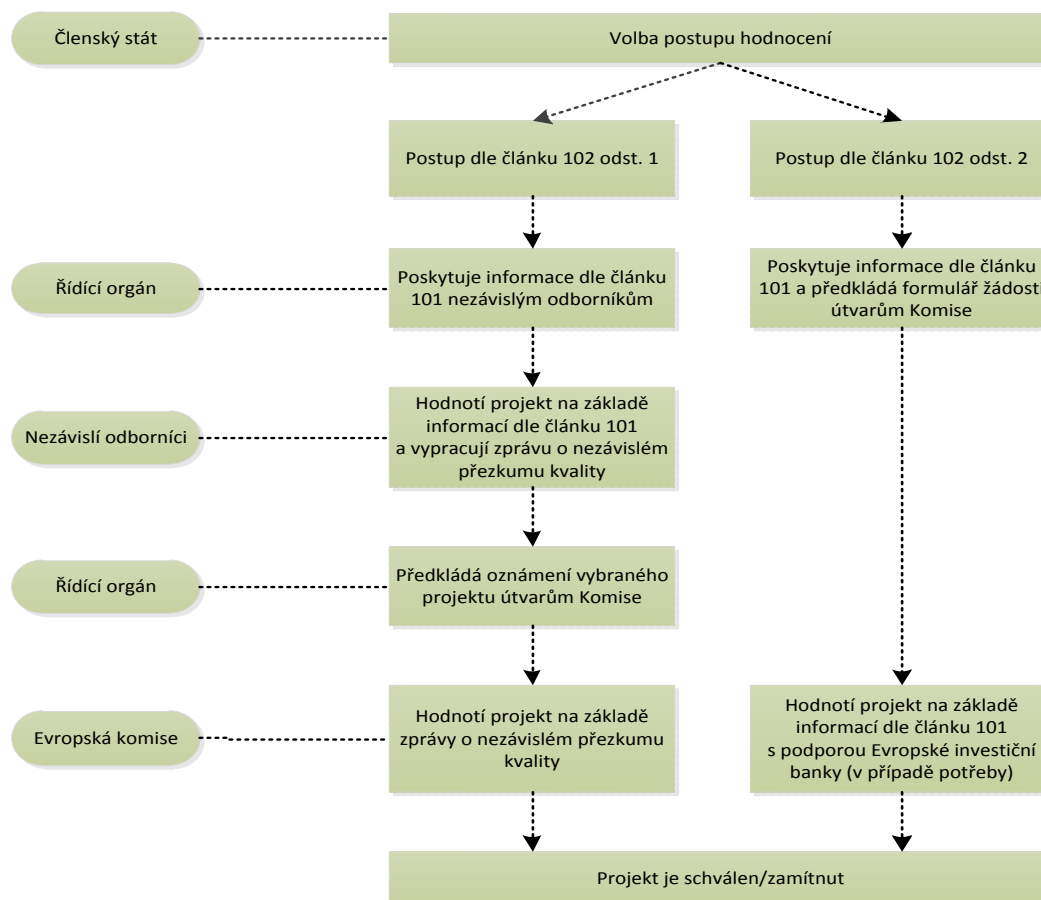 Členský stát
Volba postupu hodnocení
Postup dle článku 102 odst. 1
Postup dle článku 102 odst. 2
Řídící orgán
Poskytuje informace dle článku
101 nezávislým odborníkům
Poskytuje informace dle článku
101 a předkládá formulář žádosti
útvarům Komise
Nezávislí odborníci
Hodnotí projekt na základě
informací dle článku 101
a vypracují zprávu o nezávislém
přezkumu kvality
Řídící orgán
Předkládá oznámení vybraného
projektu útvarům Komise
Evropská komise
Hodnotí projekt na základě
zprávy o nezávislém přezkumu
kvality
Hodnotí projekt na základě
informací dle článku 101
s podporou Evropské investiční
banky (v případě potřeby)
Projekt je schválen/zamítnut